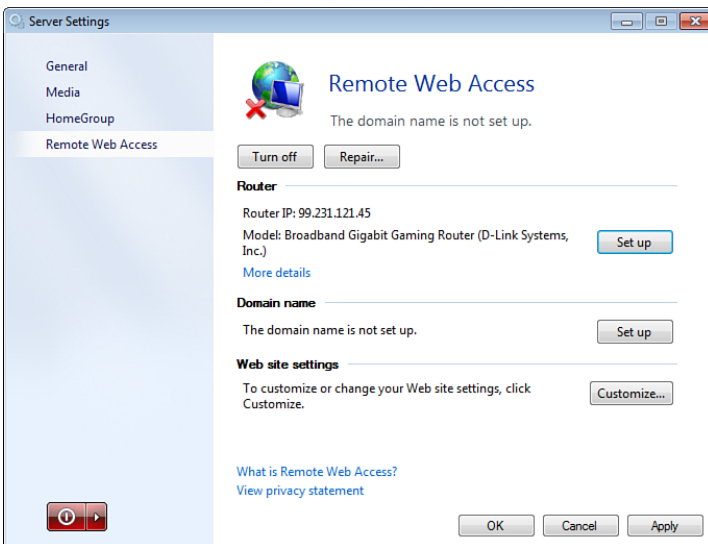 Server Settings
General
Media
HomeGroup
Remote Web Access
Remote Web Access
The domain name is not set up.
Turn off
Repair...
Router
Router IP: 99.231.121.45
Model: Broadband Gigabit Gaming Router (D-Link Systems,
Inc.)
Set up
More details
Domain name
The domain name is not set up.
Set up
Web site settings
To customize or change your Web site settings, click
Customize.
Customize...
What is Remote Web Access?
View privacy statement
OK
Cancel
Apply